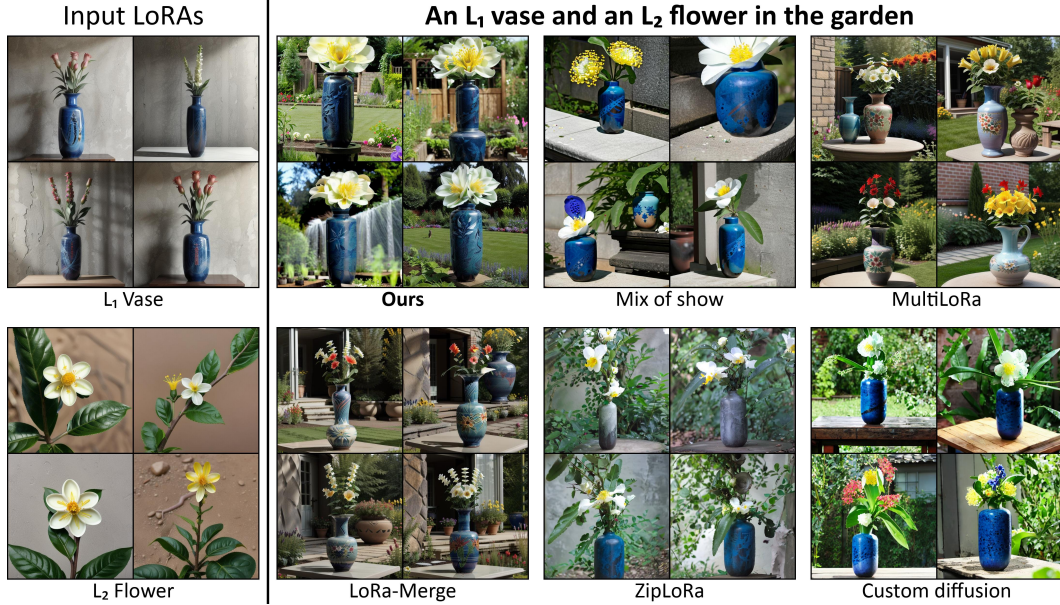 Input LoRAs
An L₁ vase and an L₂ flower in the garden
L₁ Vase
Ours
Mix of show
MultiLoRa
L₂ Flower
LoRa-Merge
ZipLoRa
Custom diffusion